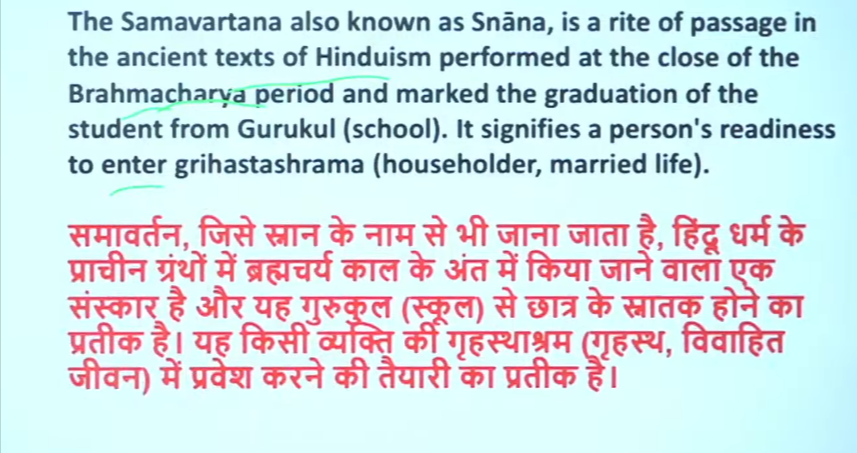 The Samavartana also known as Snāna, is a rite of passage in
the ancient texts of Hinduism performed at the close of the
Brahmacharya period and marked the graduation of the
student from Gurukul (school). It signifies a person's readiness
to enter grihastashrama (householder, married life).
समावर्तन, जिसे स्नान के नाम से भी जाना जाता है, हिंदू धर्म के
प्राचीन ग्रंथों में ब्रह्मचर्य काल के अंत में किया जाने वाला एक
संस्कार है और यह गुरुकुल (स्कूल) से छात्र के स्नातक होने का
प्रतीक है। यह किसी व्यक्ति की गृहस्थाश्रम (गृहस्थ, विवाहित
जीवन) में प्रवेश करने की तैयारी का प्रतीक है।